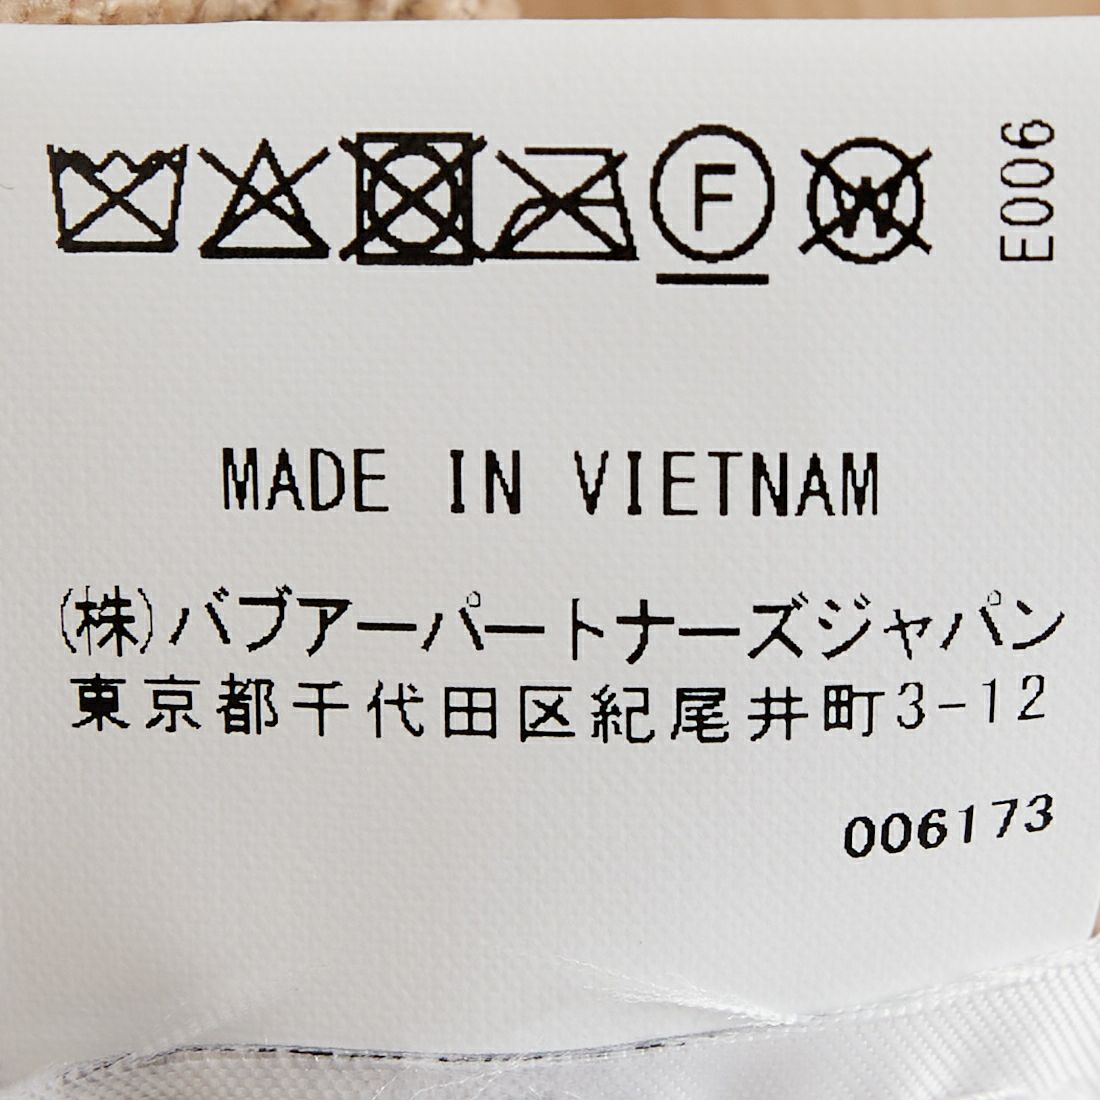 F
W
E006
MADE IN VIETNAM
(株)バブアーパートナーズジャパン
東京都千代田区紀尾井町3-12
006173